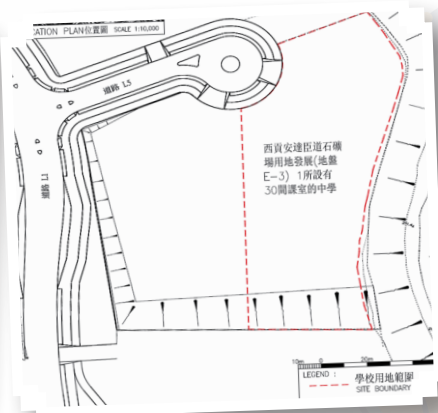 CATION PLAN位置圖 SCALE 1:10,000
道路 L5
道路 L1
西貢安達臣道石礦
場用地發展(地盤
E-3) 1所設有
30間課室的中學
10m 0 20m
LEGEND :
學校用地範圍
SITE BOUNDARY